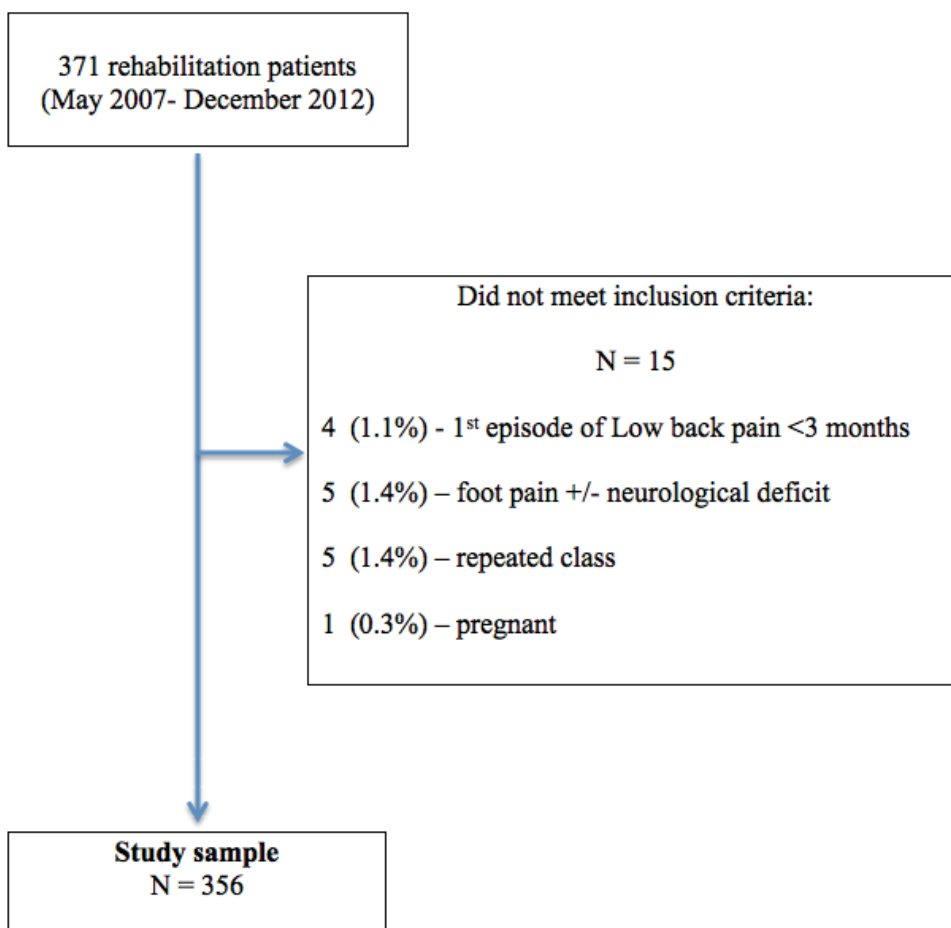 371 rehabilitation patients
(May 2007- December 2012)
Did not meet inclusion criteria:
N = 15
4 (1.1%) - 1st episode of Low back pain <3 months
5 (1.4%) – foot pain +/- neurological deficit
5 (1.4%) – repeated class
1 (0.3%) – pregnant
Study sample
N = 356